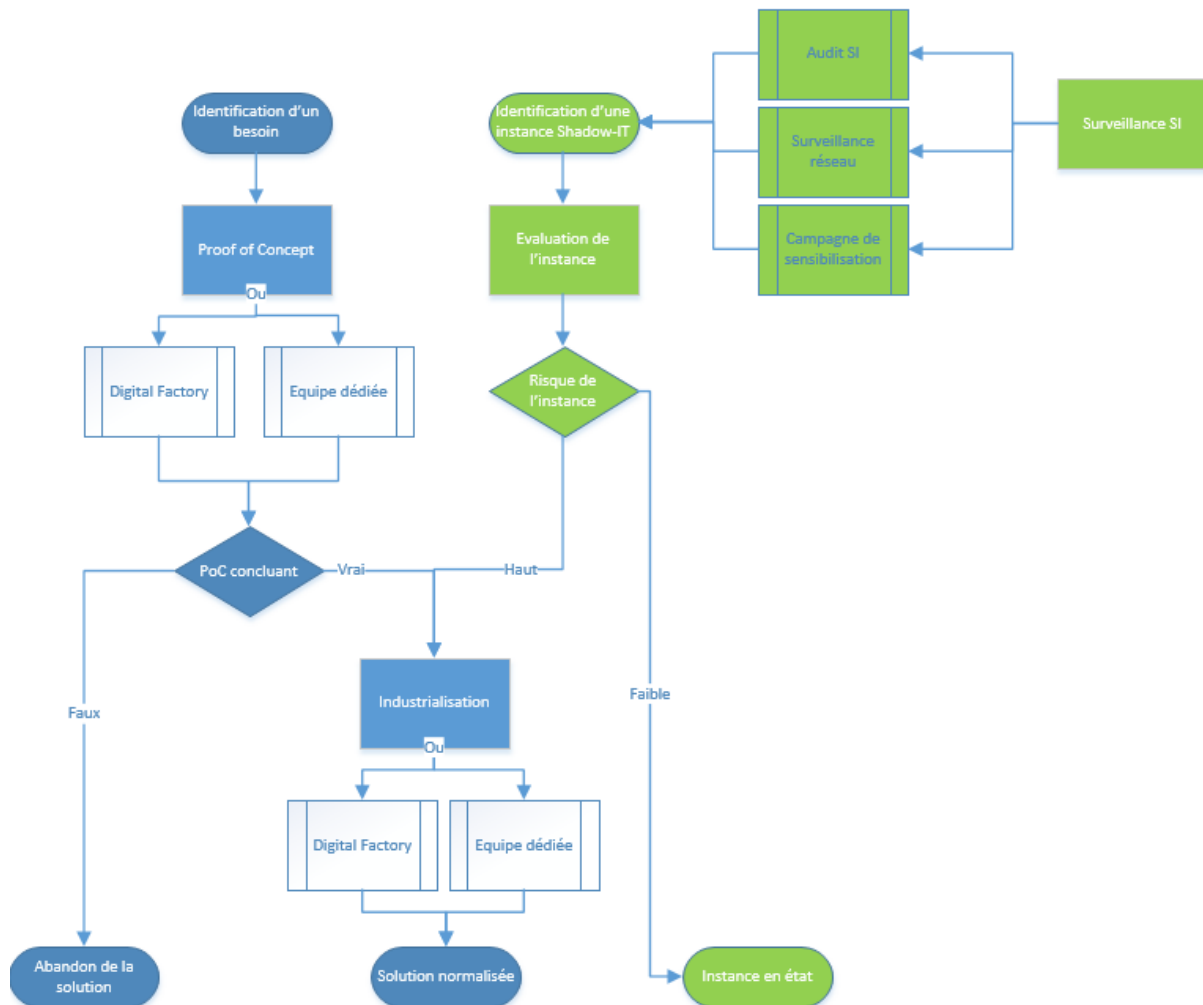 Audit SI
Identification d'un
besoin
Identification d'une
instance Shadow-IT
Surveillance
réseau
Surveillance SI
Proof of Concept
Evaluation de
l'instance
Campagne de
sensibilisation
Ou
Digital Factory
Equipe dédiée
Risque de
l'instance
PoC concluant
Vrai
Haut
Faux
Industrialisation
Faible
Ou
Digital Factory
Equipe dédiée
Abandon de la
solution
Solution normalisée
Instance en état